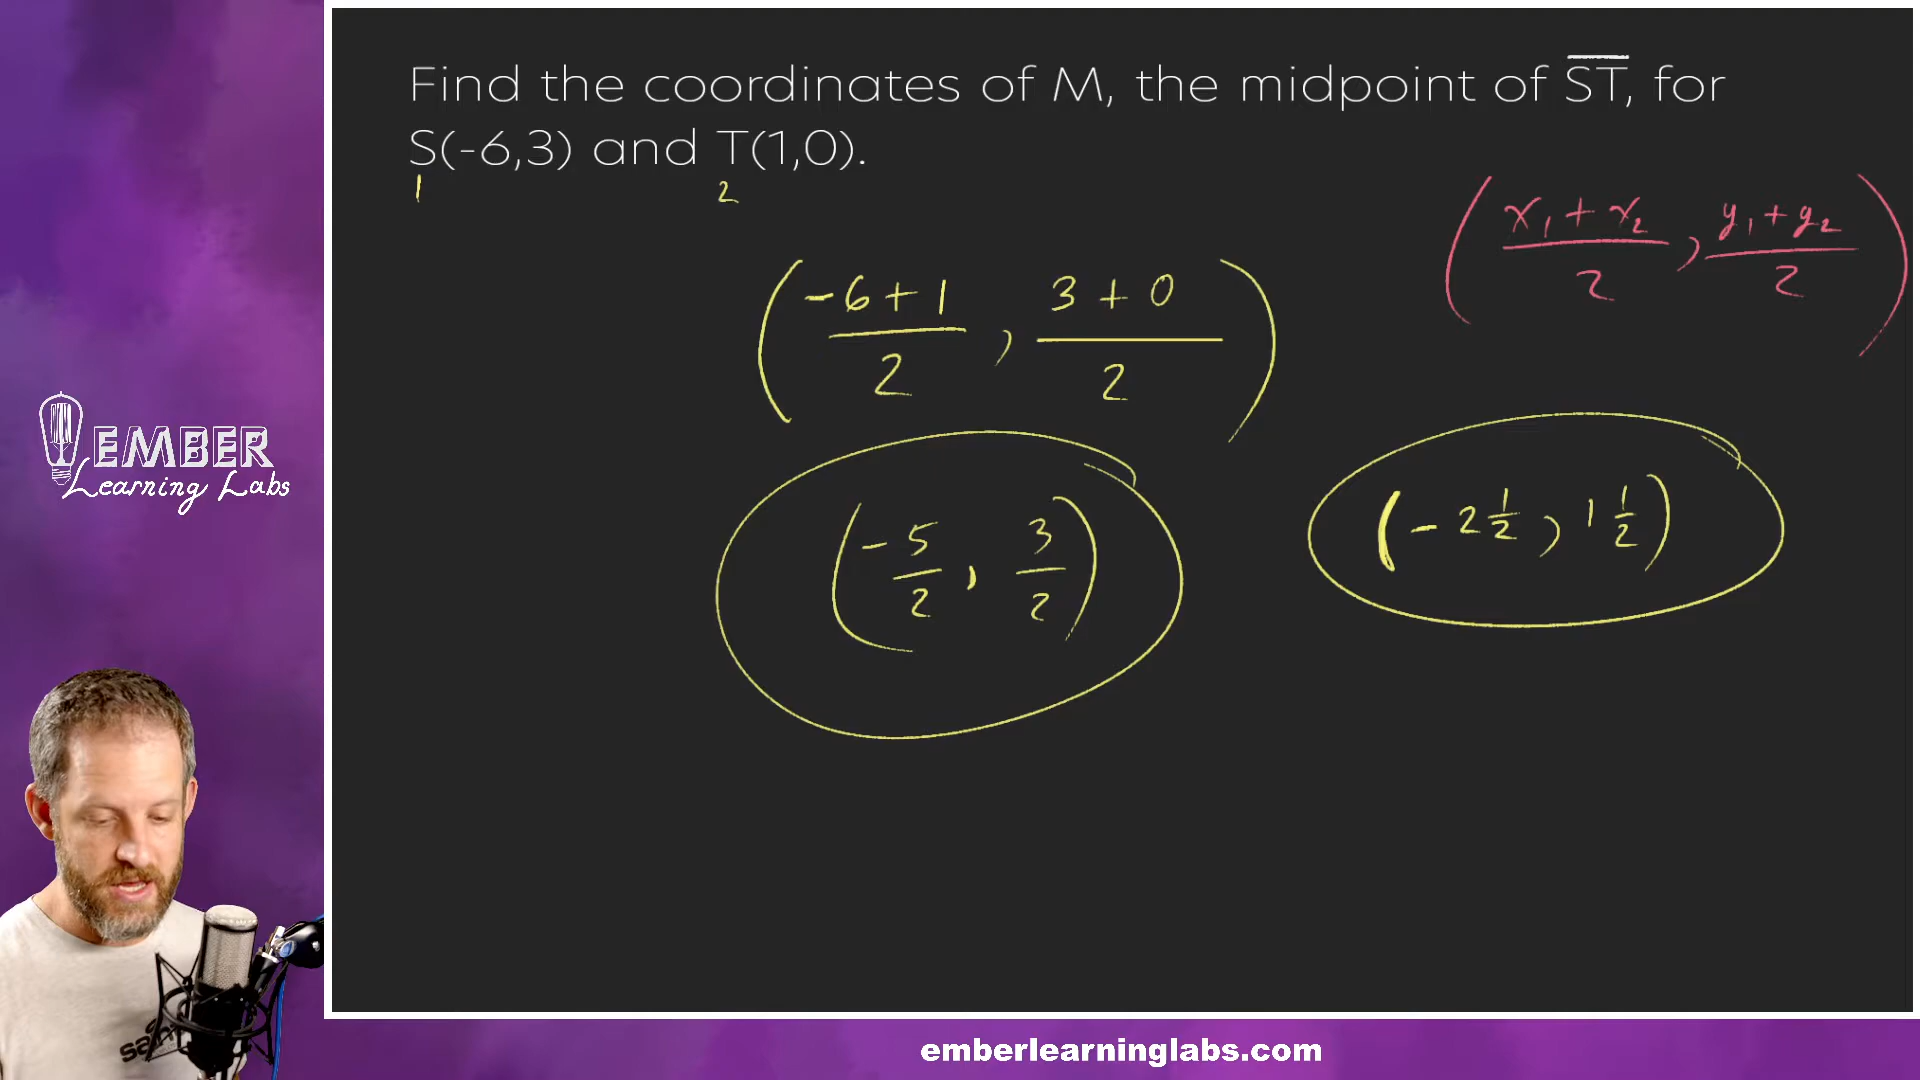 Find the coordinates of M, the midpoint of S͞T͞, for
S(-6,3) and T(1,0).
1 2
(x₁ + x₂ / 2 , y₁ + y₂ / 2)
(-6 + 1 / 2 , 3 + 0 / 2)
(-5/2 , 3/2)
(-2 1/2 , 1 1/2)
EMBER
Learning Labs
emberlearninglabs.com